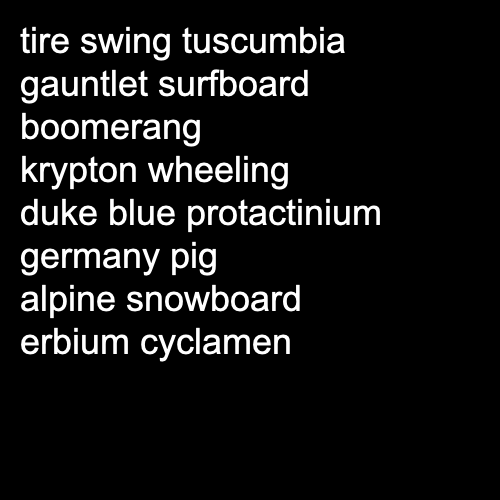 tire swing tuscumbia
gauntlet surfboard
boomerang
krypton wheeling
duke blue protactinium
germany pig
alpine snowboard
erbium cyclamen